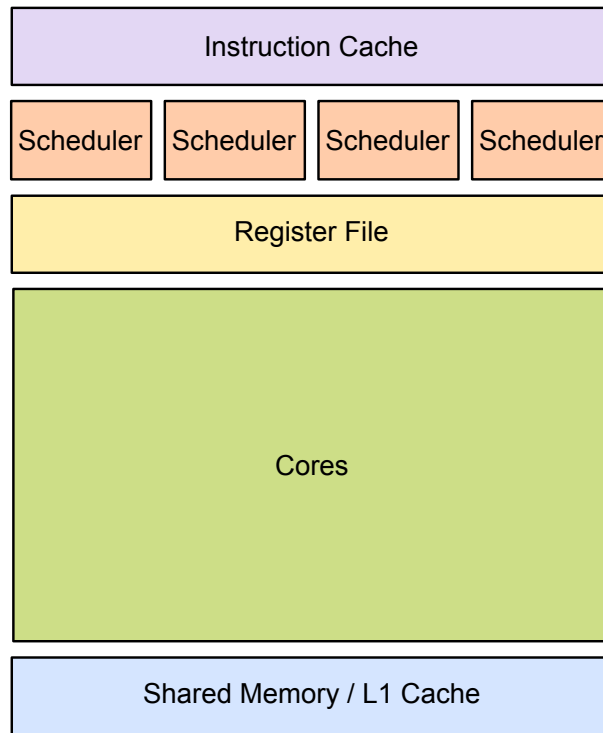 Instruction Cache
Scheduler Scheduler Scheduler Scheduler
Register File
Cores
Shared Memory / L1 Cache